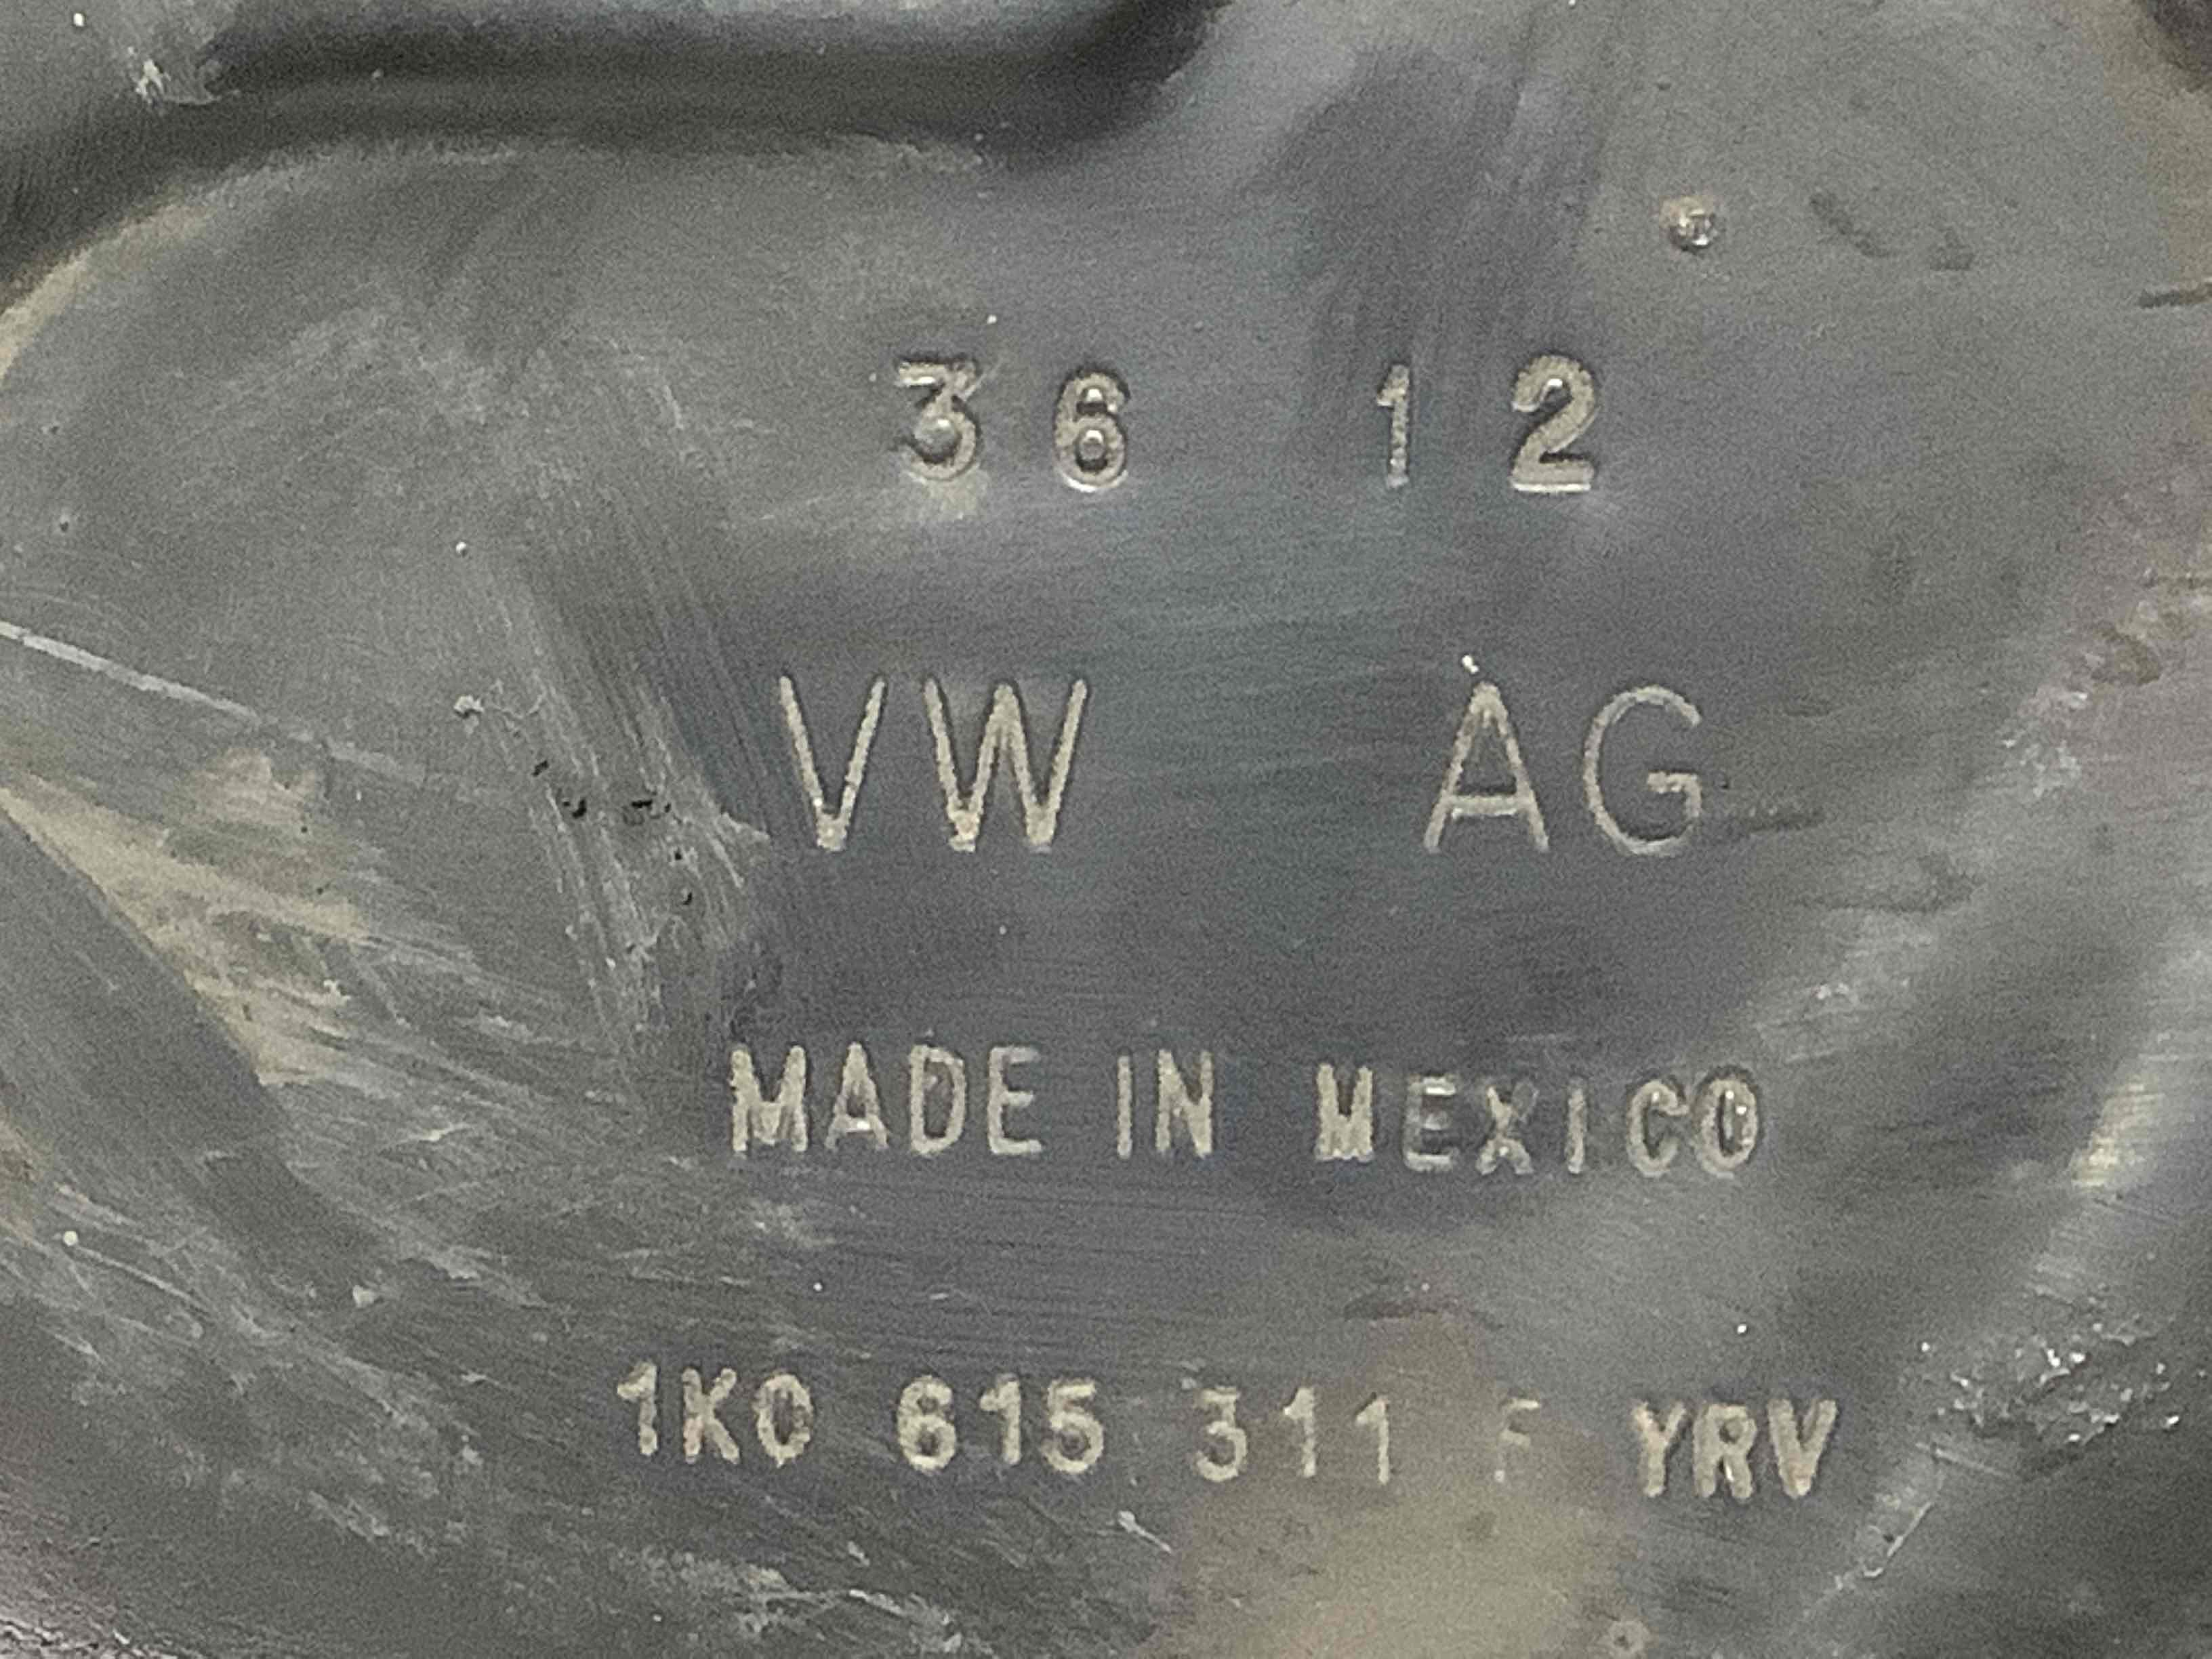 36 12
VW AG
MADE IN MEXICO
1K0 615 311 F YRV